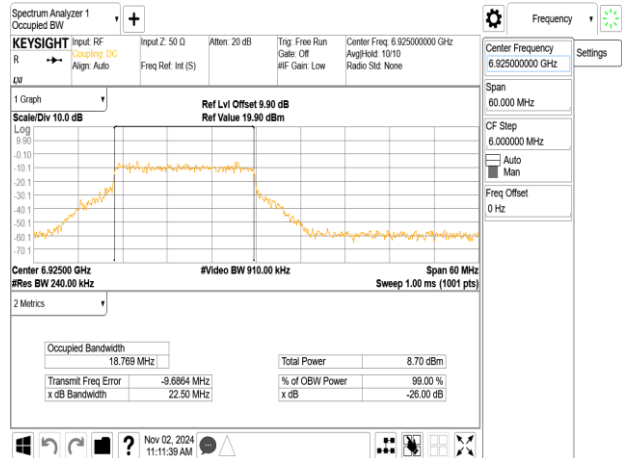 Spectrum Analyzer 1
Occupied BW
Frequency
KEYSIGHT
R
LXI
Input: RF
Coupling: DC
Align: Auto
Input Z: 50 Ω
Freq Ref: Int (S)
Atten: 20 dB
Trig: Free Run
Gate: Off
#IF Gain: Low
Center Freq: 6.925000000 GHz
Avg|Hold: 10/10
Radio Std: None
Center Frequency
6.925000000 GHz
Settings
Span
60.000 MHz
CF Step
6.000000 MHz
Auto
Man
Freq Offset
0 Hz
1 Graph
Scale/Div 10.0 dB
Ref Lvl Offset 9.90 dB
Ref Value 19.90 dBm
Log
9.90
-0.10
-10.1
-20.1
-30.1
-40.1
-50.1
-60.1
-70.1
Center 6.92500 GHz
#Video BW 910.00 kHz
Span 60 MHz
#Res BW 240.00 kHz
Sweep 1.00 ms (1001 pts)
2 Metrics
Occupied Bandwidth
18.769 MHz
Total Power 8.70 dBm
Transmit Freq Error -9.6864 MHz
% of OBW Power 99.00 %
x dB Bandwidth 22.50 MHz
x dB -26.00 dB
?
Nov 02, 2024
11:11:39 AM